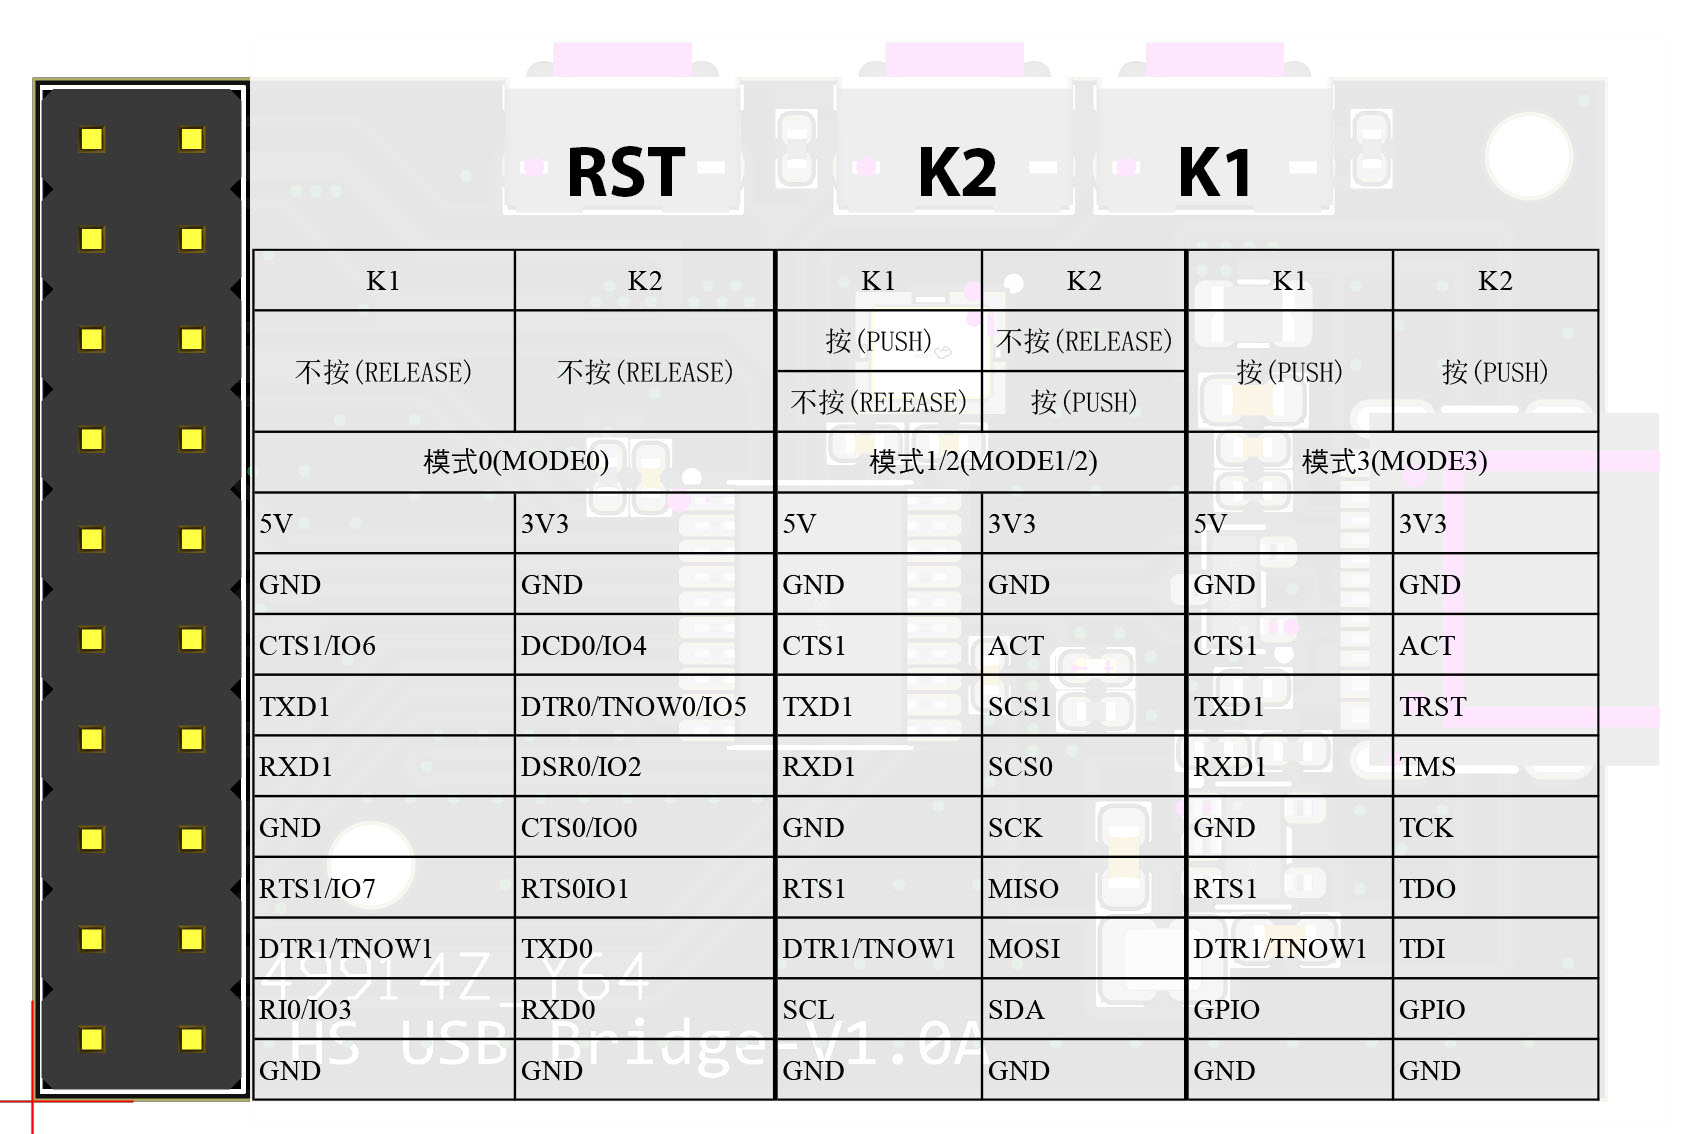 RST K2 K1
K1 K2 K1 K2 K1 K2
不按(RELEASE) 不按(RELEASE) 按(PUSH) 不按(RELEASE) 按(PUSH) 按(PUSH)
不按(RELEASE) 按(PUSH)
模式0(MODE0) 模式1/2(MODE1/2) 模式3(MODE3)
5V 3V3 5V 3V3 5V 3V3
GND GND GND GND GND GND
CTS1/IO6 DCD0/IO4 CTS1 ACT CTS1 ACT
TXD1 DTR0/TNOW0/IO5 TXD1 SCS1 TXD1 TRST
RXD1 DSR0/IO2 RXD1 SCS0 RXD1 TMS
GND CTS0/IO0 GND SCK GND TCK
RTS1/IO7 RTS0IO1 RTS1 MISO RTS1 TDO
DTR1/TNOW1 TXD0 DTR1/TNOW1 MOSI DTR1/TNOW1 TDI
49914Z_Y64
RI0/IO3 RXD0 SCL SDA GPIO GPIO
HS USB Bridge-V1.0A
GND GND GND GND GND GND